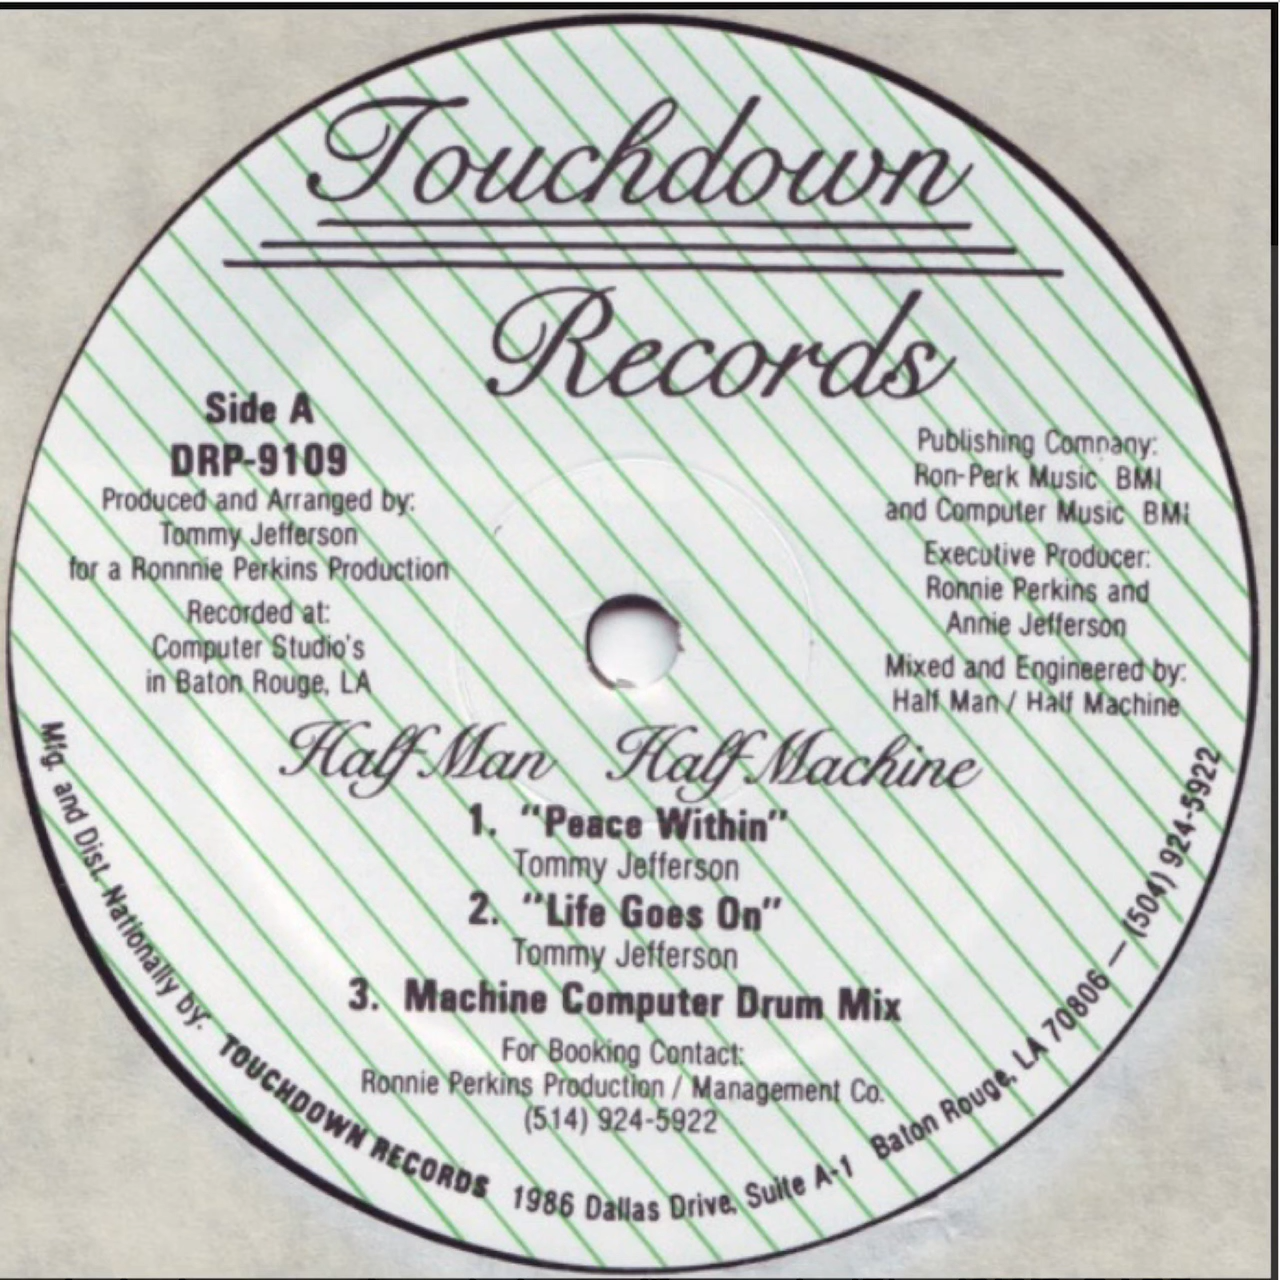 Touchdown
Records
Side A
DRP-9109
Produced and Arranged by:
Tommy Jefferson
for a Ronnnie Perkins Production
Recorded at:
Computer Studio's
in Baton Rouge, LA
Publishing Company:
Ron-Perk Music BMI
and Computer Music BMI
Executive Producer:
Ronnie Perkins and
Annie Jefferson
Mixed and Engineered by:
Half Man / Half Machine
Half Man Half Machine
1. "Peace Within"
Tommy Jefferson
2. "Life Goes On"
Tommy Jefferson
3. Machine Computer Drum Mix
For Booking Contact:
Ronnie Perkins Production / Management Co.
(514) 924-5922
Mfg. and Dist. Nationally by: TOUCHDOWN RECORDS 1986 Dallas Drive, Suite A-1 Baton Rouge, LA 70806 — (504) 924-5922